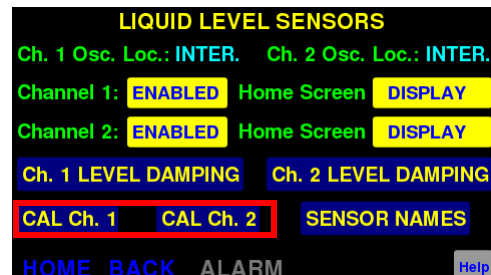 LIQUID LEVEL SENSORS
Ch. 1 Osc. Loc.: INTER. Ch. 2 Osc. Loc.: INTER.
Channel 1: ENABLED Home Screen DISPLAY
Channel 2: ENABLED Home Screen DISPLAY
Ch. 1 LEVEL DAMPING Ch. 2 LEVEL DAMPING
CAL Ch. 1 CAL Ch. 2 SENSOR NAMES
HOME BACK ALARM Help